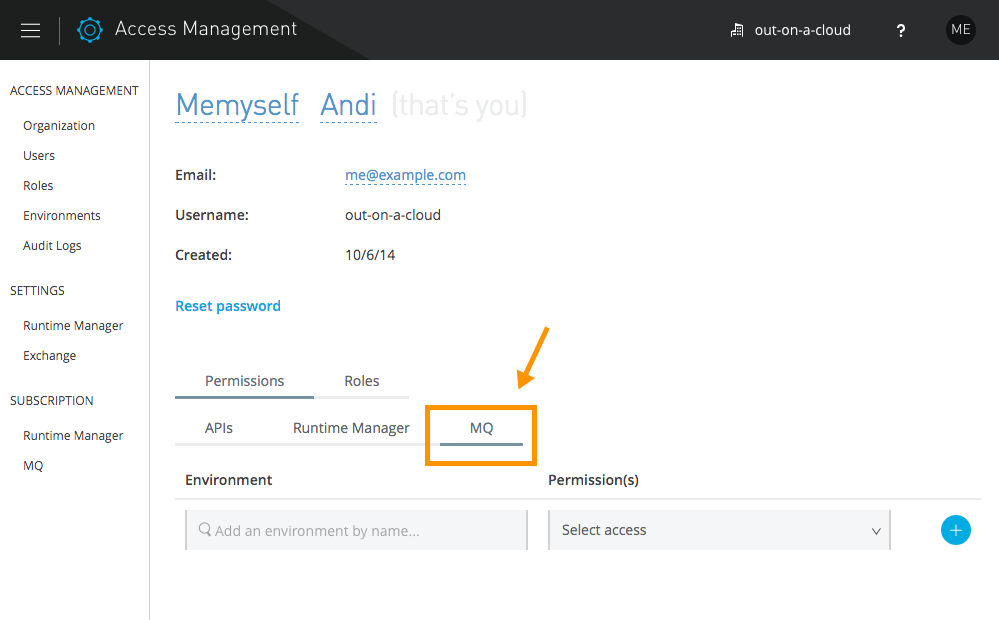 Access Management
out-on-a-cloud
?
ME
ACCESS MANAGEMENT
Organization
Users
Roles
Environments
Audit Logs
SETTINGS
Runtime Manager
Exchange
SUBSCRIPTION
Runtime Manager
MQ
Memyself Andi (that's you)
Email: me@example.com
Username: out-on-a-cloud
Created: 10/6/14
Reset password
Permissions Roles
APIs Runtime Manager MQ
Environment Permission(s)
Add an environment by name... Select access